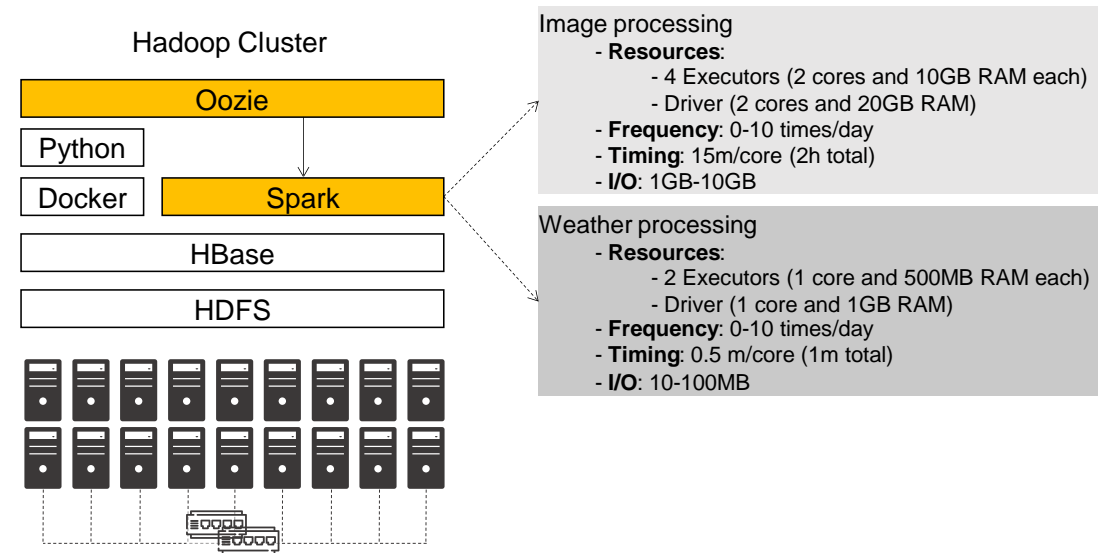 Hadoop Cluster
Oozie
Python
Docker
Spark
HBase
HDFS
Image processing
- Resources:
- 4 Executors (2 cores and 10GB RAM each)
- Driver (2 cores and 20GB RAM)
- Frequency: 0-10 times/day
- Timing: 15m/core (2h total)
- I/O: 1GB-10GB
Weather processing
- Resources:
- 2 Executors (1 core and 500MB RAM each)
- Driver (1 core and 1GB RAM)
- Frequency: 0-10 times/day
- Timing: 0.5 m/core (1m total)
- I/O: 10-100MB